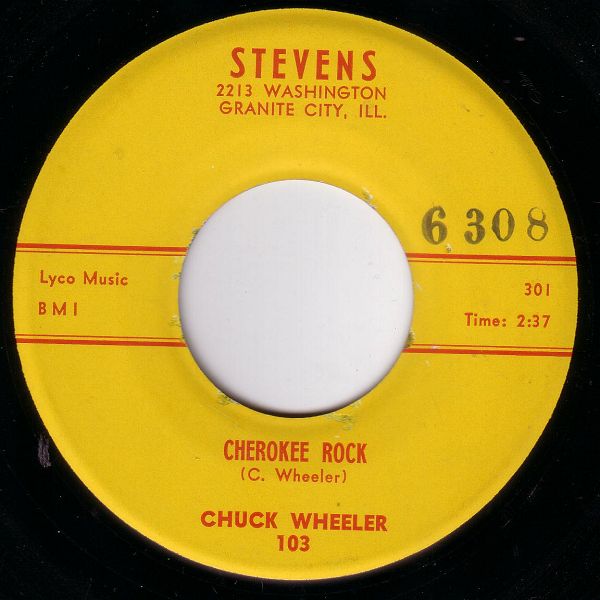 STEVENS
2213 WASHINGTON
GRANITE CITY, ILL.
6308
Lyco Music
BMI
301
Time: 2:37
CHEROKEE ROCK
(C. Wheeler)
CHUCK WHEELER
103